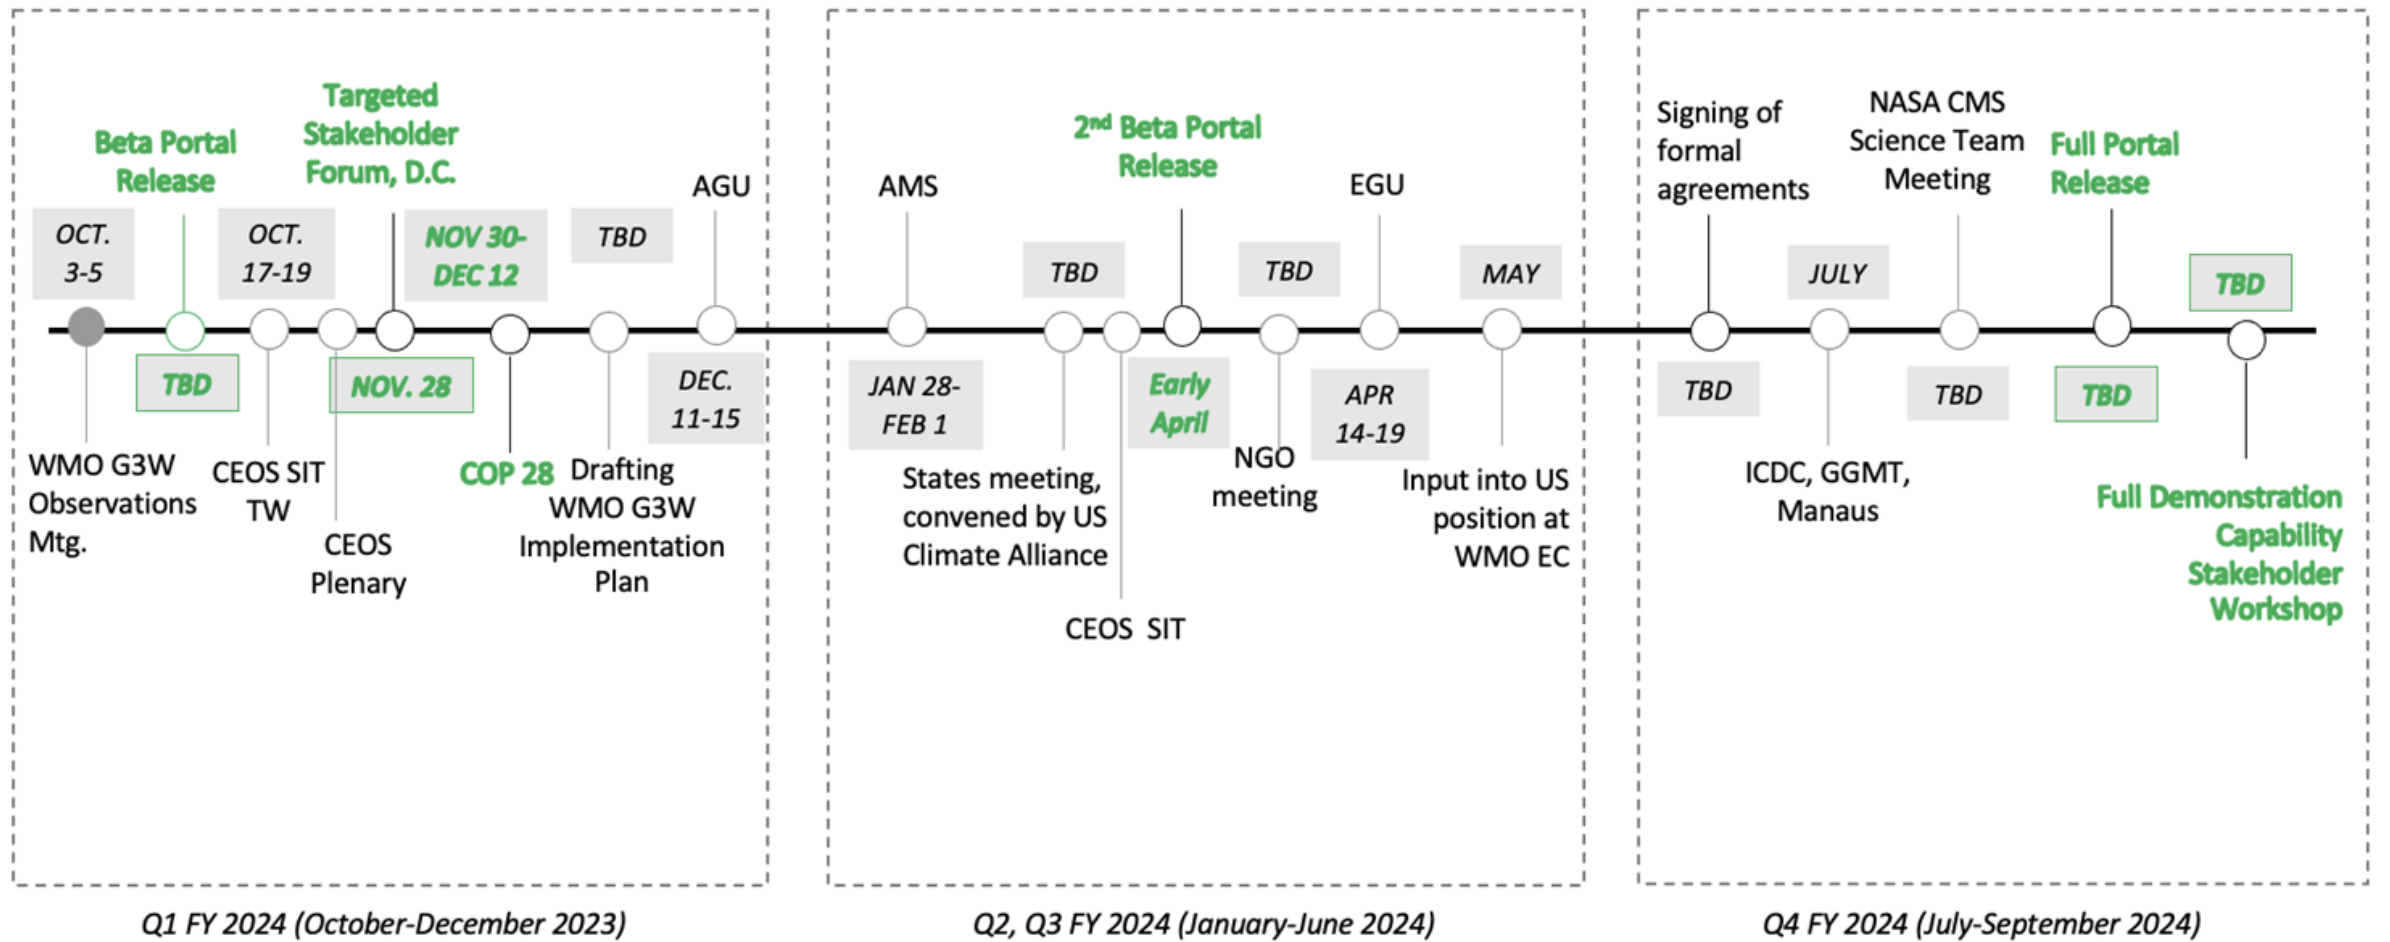 Beta Portal
Release
Targeted
Stakeholder
Forum, D.C.
AGU
OCT.
3-5
OCT.
17-19
NOV 30-
DEC 12
TBD
TBD
NOV. 28
DEC.
11-15
WMO G3W
Observations
Mtg.
CEOS SIT
TW
CEOS
Plenary
COP 28
Drafting
WMO G3W
Implementation
Plan
Q1 FY 2024 (October-December 2023)
AMS
2nd Beta Portal
Release
EGU
TBD
TBD
MAY
JAN 28-
FEB 1
Early
April
APR
14-19
States meeting,
convened by US
Climate Alliance
CEOS SIT
NGO
meeting
Input into US
position at
WMO EC
Q2, Q3 FY 2024 (January-June 2024)
Signing of
formal
agreements
NASA CMS
Science Team
Meeting
Full Portal
Release
JULY
TBD
TBD
TBD
TBD
ICDC, GGMT,
Manaus
Full Demonstration
Capability
Stakeholder
Workshop
Q4 FY 2024 (July-September 2024)